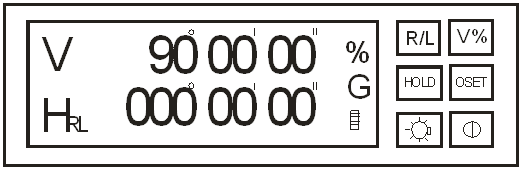 V 90° 00' 00" %
G
HRL 000° 00' 00"
R/L V%
HOLD OSET